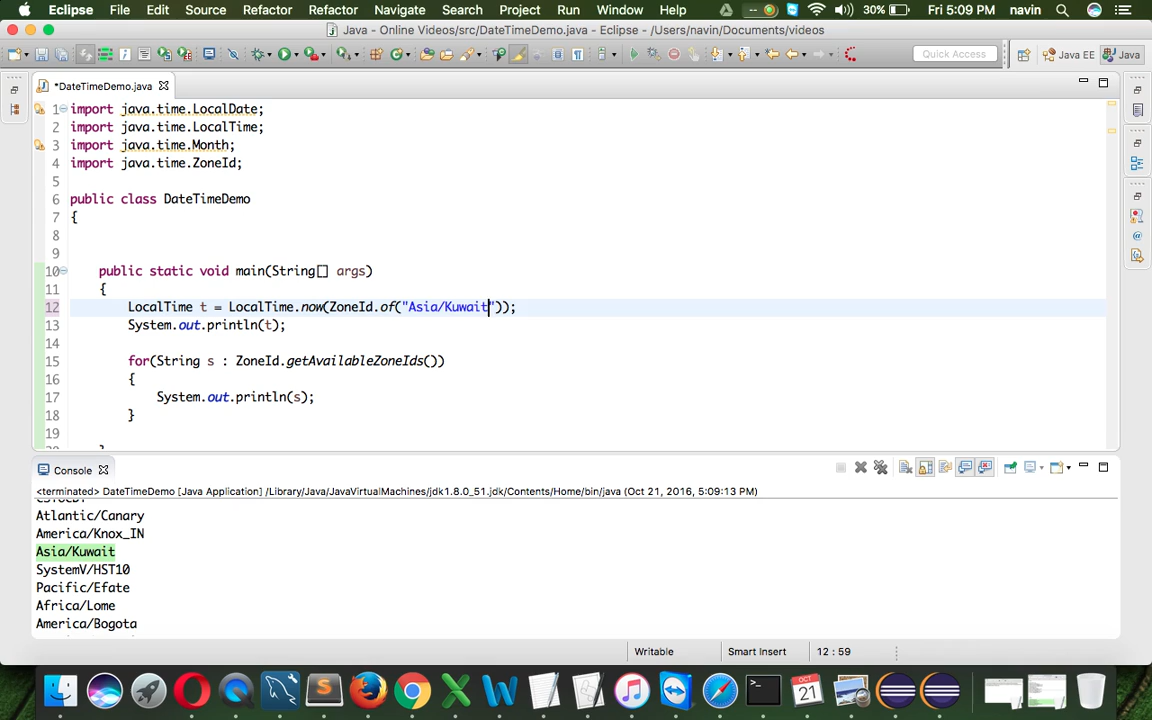 Eclipse File Edit Source Refactor Refactor Navigate Search Project Run Window Help 30% Fri 5:09 PM navin
Java - Online Videos/src/DateTimeDemo.java - Eclipse - /Users/navin/Documents/videos
Quick Access Java EE Java
*DateTimeDemo.java
1 import java.time.LocalDate;
2 import java.time.LocalTime;
3 import java.time.Month;
4 import java.time.ZoneId;
5
6 public class DateTimeDemo
7 {
8
9
10 public static void main(String[] args)
11 {
12 LocalTime t = LocalTime.now(ZoneId.of("Asia/Kuwait"));
13 System.out.println(t);
14
15 for(String s : ZoneId.getAvailableZoneIds())
16 {
17 System.out.println(s);
18 }
19
Console
<terminated> DateTimeDemo [Java Application] /Library/Java/JavaVirtualMachines/jdk1.8.0_51.jdk/Contents/Home/bin/java (Oct 21, 2016, 5:09:13 PM)
Atlantic/Canary
America/Knox_IN
Asia/Kuwait
SystemV/HST10
Pacific/Efate
Africa/Lome
America/Bogota
Writable Smart Insert 12 : 59
OCT
21